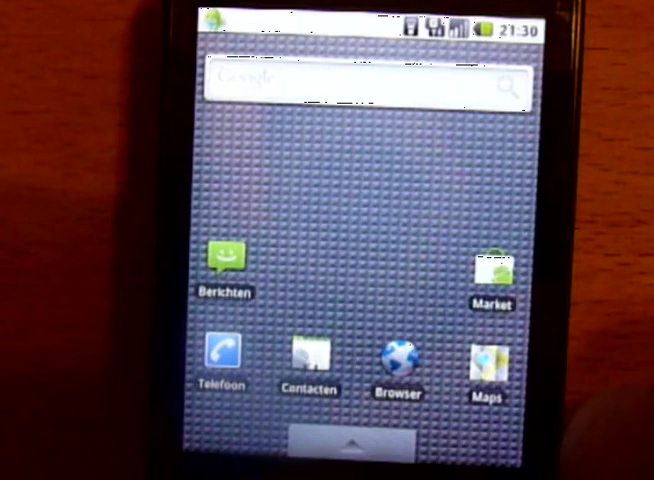 21:30
Google
Berichten
Market
Telefoon
Contacten
Browser
Maps